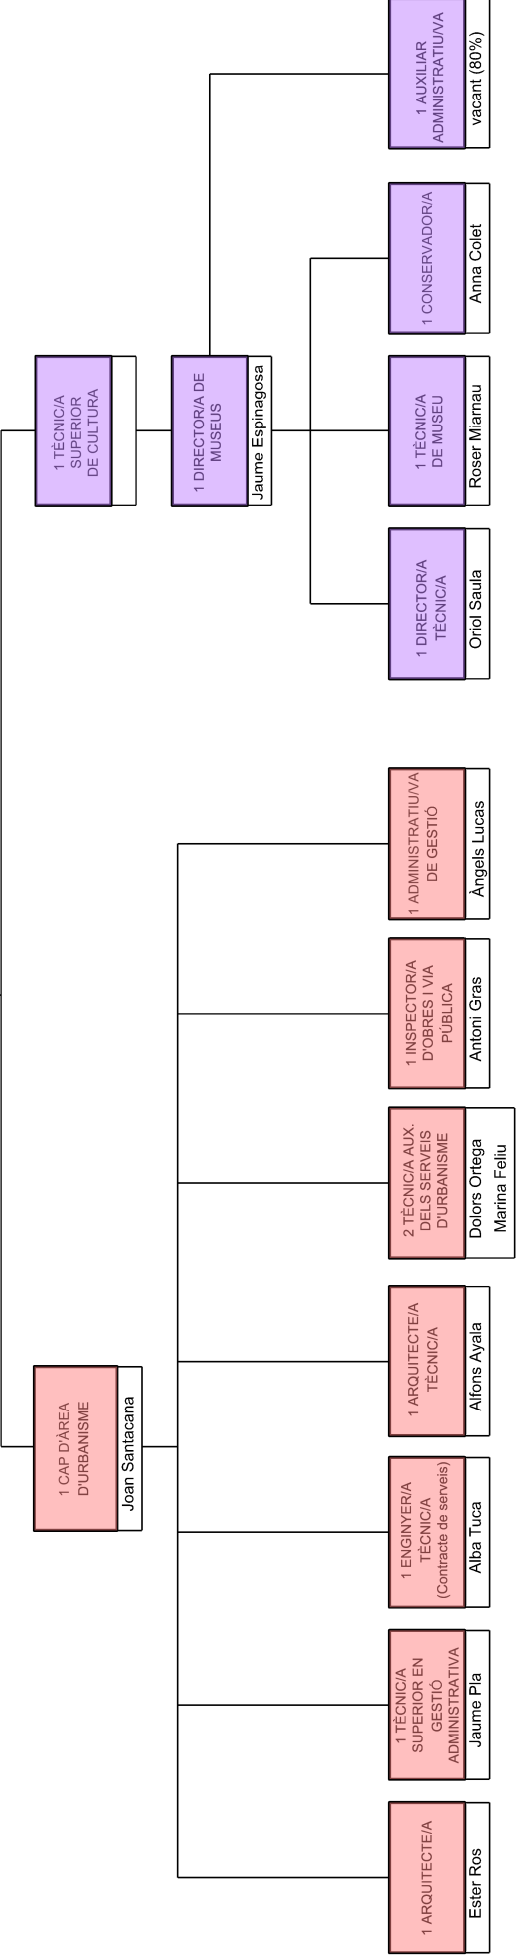 1 CAP D'ÀREA
D'URBANISME
Joan Santacana
1 ARQUITECTE/A
Ester Ros
1 TÈCNIC/A
SUPERIOR EN
GESTIÓ
ADMINISTRATIVA
Jaume Pla
1 ENGINYER/A
TÈCNIC/A
(Contracte de serveis)
Alba Tuca
1 ARQUITECTE/A
TÈCNIC/A
Alfons Ayala
2 TÈCNIC/A AUX.
DELS SERVEIS
D'URBANISME
Dolors Ortega
Marina Feliu
1 INSPECTOR/A
D'OBRES I VIA
PÚBLICA
Antoni Gras
1 ADMINISTRATIU/VA
DE GESTIÓ
Àngels Lucas
1 TÈCNIC/A
SUPERIOR
DE CULTURA
1 DIRECTOR/A DE
MUSEUS
Jaume Espinagosa
1 DIRECTOR/A
TÈCNIC/A
Oriol Saula
1 TÈCNIC/A
DE MUSEU
Roser Miarnau
1 CONSERVADOR/A
Anna Colet
1 AUXILIAR
ADMINISTRATIU/VA
vacant (80%)